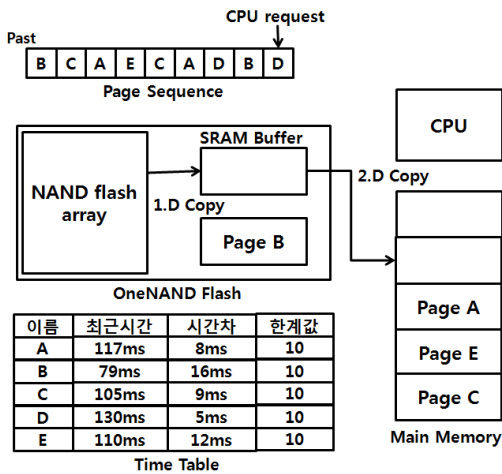 CPU request
Past
B C A E C A D B D
Page Sequence
SRAM Buffer
CPU
NAND flash
array
1.D Copy
2.D Copy
Page B
OneNAND Flash
Page A
Page E
Page C
Main Memory
이름 최근시간 시간차 한계값
A 117ms 8ms 10
B 79ms 16ms 10
C 105ms 9ms 10
D 130ms 5ms 10
E 110ms 12ms 10
Time Table